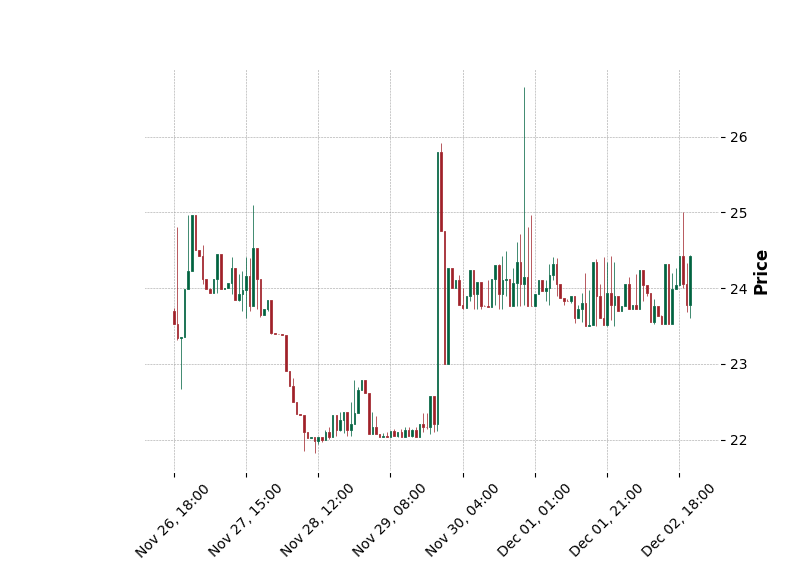 26
25
24
23
22
Price
Nov 26, 18:00
Nov 27, 15:00
Nov 28, 12:00
Nov 29, 08:00
Nov 30, 04:00
Dec 01, 01:00
Dec 01, 21:00
Dec 02, 18:00